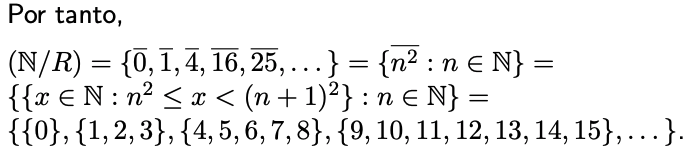 Por tanto,
(ℕ/R) = {0̅, 1̅, 4̅, 1̅6̅, 2̅5̅, . . . } = {n̅²̅ : n ∈ ℕ} =
{{x ∈ ℕ : n² ≤ x < (n + 1)²} : n ∈ ℕ} =
{{0}, {1, 2, 3}, {4, 5, 6, 7, 8}, {9, 10, 11, 12, 13, 14, 15}, . . . }.